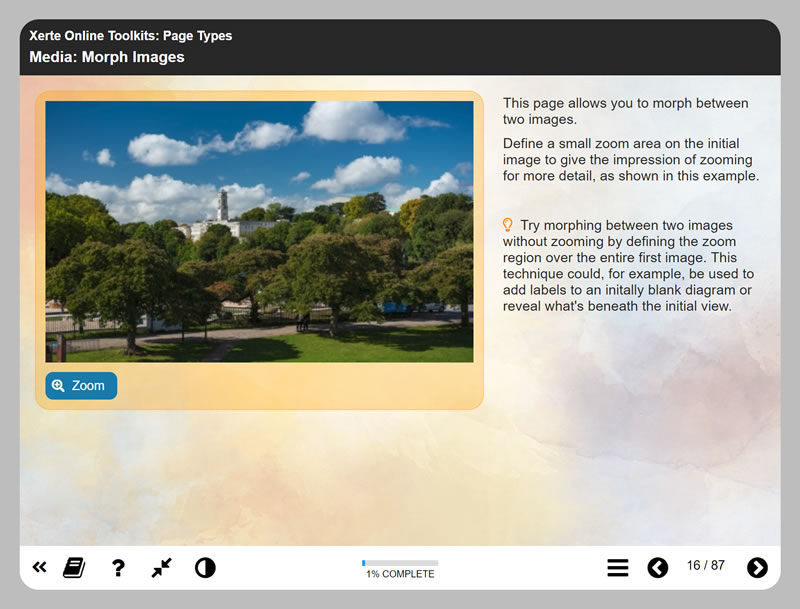 Xerte Online Toolkits: Page Types
Media: Morph Images
This page allows you to morph between
two images.
Define a small zoom area on the initial
image to give the impression of zooming
for more detail, as shown in this example.
Try morphing between two images
without zooming by defining the zoom
region over the entire first image. This
technique could, for example, be used to
add labels to an initally blank diagram or
reveal what's beneath the initial view.
Zoom
?
1% COMPLETE
16 / 87